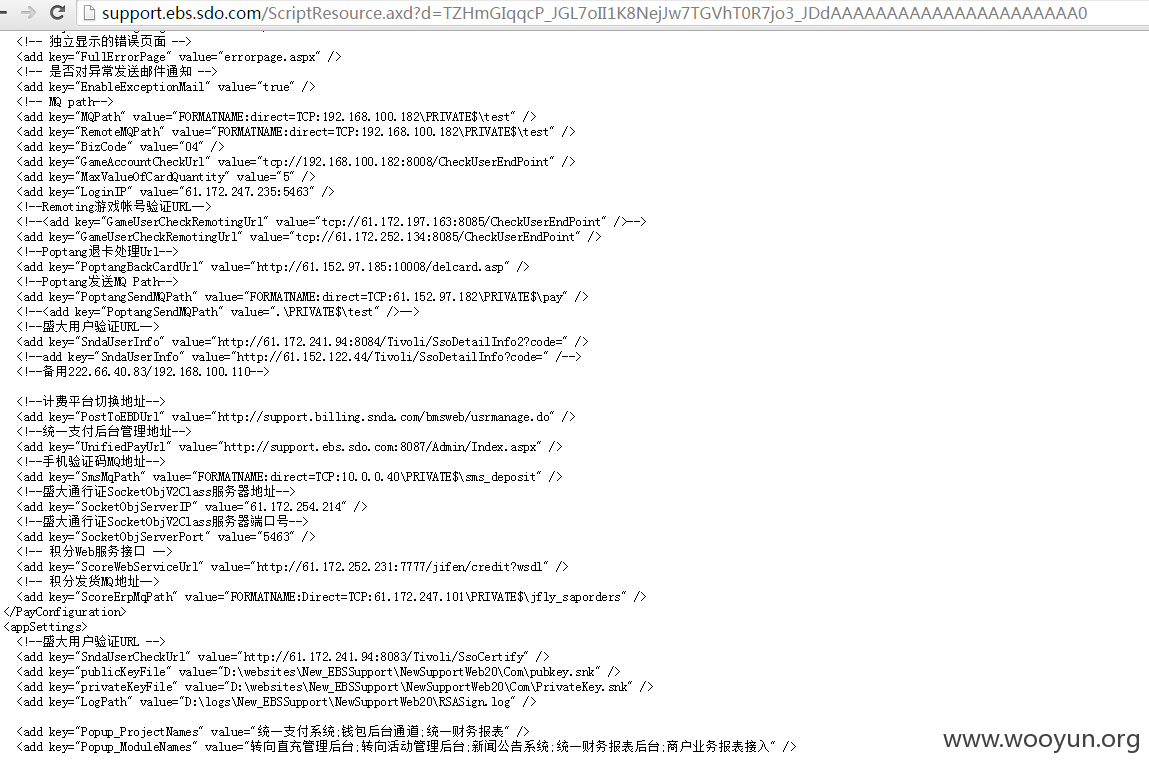 support.ebs.sdo.com/ScriptResource.axd?d=TZHmGIqqcP_JGL7oII1K8NejJw7TGVhT0R7jo3_JDdAAAAAAAAAAAAAAAAAAAAAA0
<!-- 独立显示的错误页面 -->
<add key="FullErrorPage" value="errorpage.aspx" />
<!-- 是否对异常发送邮件通知 -->
<add key="EnableExceptionMail" value="true" />
<!-- MQ path-->
<add key="MQPath" value="FORMATNAME:direct=TCP:192.168.100.182\PRIVATE$\test" />
<add key="RemoteMQPath" value="FORMATNAME:direct=TCP:192.168.100.182\PRIVATE$\test" />
<add key="BizCode" value="04" />
<add key="GameAccountCheckUrl" value="tcp://192.168.100.182:8008/CheckUserEndPoint" />
<add key="MaxValueOfCardQuantity" value="5" />
<add key="LoginIP" value="61.172.247.235:5463" />
<!--Remoting游戏帐号验证URL-->
<!--<add key="GameUserCheckRemotingUrl" value="tcp://61.172.197.163:8085/CheckUserEndPoint" />-->
<add key="GameUserCheckRemotingUrl" value="tcp://61.172.252.134:8085/CheckUserEndPoint" />
<!--Poptang退卡处理Url-->
<add key="PoptangBackCardUrl" value="http://61.152.97.185:10008/delcard.asp" />
<!--Poptang发送MQ Path-->
<add key="PoptangSendMQPath" value="FORMATNAME:direct=TCP:61.152.97.182\PRIVATE$\pay" />
<!--<add key="PoptangSendMQPath" value=".\PRIVATE$\test" />-->
<!--盛大用户验证URL-->
<add key="SndaUserInfo" value="http://61.172.241.94:8084/Tivoli/SsoDetailInfo2?code=" />
<!--add key="SndaUserInfo" value="http://61.152.122.44/Tivoli/SsoDetailInfo?code=" /-->
<!--备用222.66.40.83/192.168.100.110-->
<!--计费平台切换地址-->
<add key="PostToEBDUrl" value="http://support.billing.snda.com/bmsweb/usrmanage.do" />
<!--统一支付后台管理地址-->
<add key="UnifiedPayUrl" value="http://support.ebs.sdo.com:8087/Admin/Index.aspx" />
<!--手机验证码MQ地址-->
<add key="SmsMqPath" value="FORMATNAME:direct=TCP:10.0.0.40\PRIVATE$\sms_deposit" />
<!--盛大通行证SocketObjV2Class服务器地址-->
<add key="SocketObjServerIP" value="61.172.254.214" />
<!--盛大通行证SocketObjV2Class服务器端口号-->
<add key="SocketObjServerPort" value="5463" />
<!-- 积分Web服务接口 -->
<add key="ScoreWebServiceUrl" value="http://61.172.252.231:7777/jifen/credit?wsdl" />
<!-- 积分发货MQ地址-->
<add key="ScoreErpMqPath" value="FORMATNAME:Direct=TCP:61.172.247.101\PRIVATE$\jfly_saporders" />
</PayConfiguration>
<appSettings>
<!--盛大用户验证URL -->
<add key="SndaUserCheckUrl" value="http://61.172.241.94:8083/Tivoli/SsoCertify" />
<add key="publicKeyFile" value="D:\websites\New_EBSSupport\NewSupportWeb20\Com\pubkey.snk" />
<add key="privateKeyFile" value="D:\websites\New_EBSSupport\NewSupportWeb20\Com\PrivateKey.snk" />
<add key="LogPath" value="D:\logs\New_EBSSupport\NewSupportWeb20\RSASign.log" />
<add key="Popup_ProjectNames" value="统一支付系统;钱包后台通道;统一财务报表" />
<add key="Popup_ModuleNames" value="转向直充管理后台;转向活动管理后台;新闻公告系统;统一财务报表后台;商户业务报表接入" />
www.wooyun.org